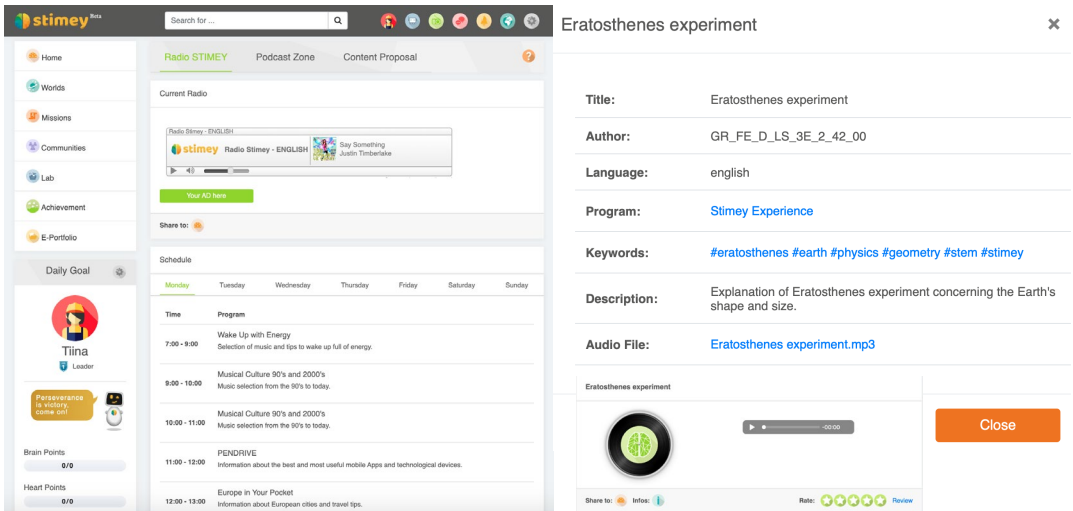 stimey Beta
Search for ...
Home
Worlds
Missions
Communities
Lab
Achievement
E-Portfolio
Daily Goal
Tiina
Leader
Perseverance
is victory,
come on!
Brain Points
0/0
Heart Points
0/0
Radio STIMEY Podcast Zone Content Proposal
?
Current Radio
Radio Stimey - ENGLISH
stimey Radio Stimey - ENGLISH
Say Something
Justin Timberlake
Your AD here
Share to:
Schedule
Monday Tuesday Wednesday Thursday Friday Saturday Sunday
Time Program
7:00 - 9:00
Wake Up with Energy
Selection of music and tips to wake up full of energy.
9:00 - 10:00
Musical Culture 90's and 2000's
Music selection from the 90's to today.
10:00 - 11:00
Musical Culture 90's and 2000's
Music selection from the 90's to today.
11:00 - 12:00
PENDRIVE
Information about the best and most useful mobile Apps and technological devices.
12:00 - 13:00
Europe in Your Pocket
Information about European cities and travel tips.
Eratosthenes experiment
×
Title: Eratosthenes experiment
Author: GR_FE_D_LS_3E_2_42_00
Language: english
Program: Stimey Experience
Keywords: #eratosthenes #earth #physics #geometry #stem #stimey
Description: Explanation of Eratosthenes experiment concerning the Earth's
shape and size.
Audio File: Eratosthenes experiment.mp3
Eratosthenes experiment
-00:00
Close
Share to: Infos: Rate: Review